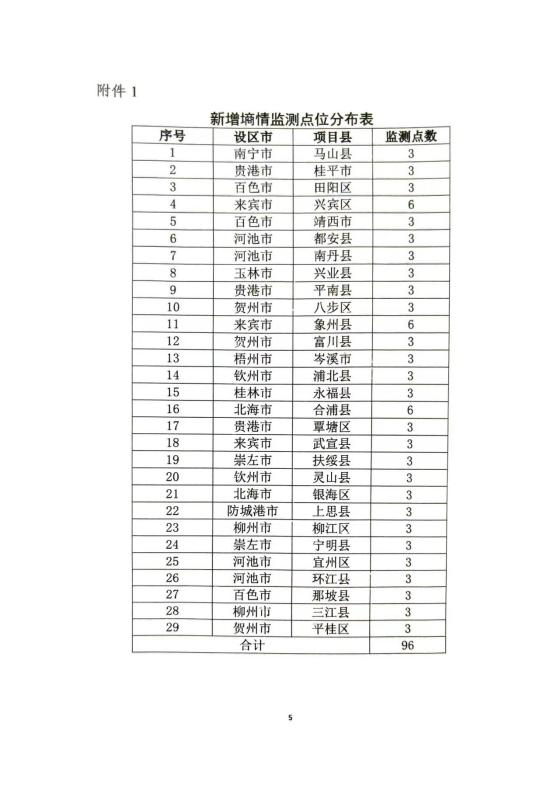 附件 1
新增墒情监测点位分布表
序号 设区市 项目县 监测点数
1 南宁市 马山县 3
2 贵港市 桂平市 3
3 百色市 田阳区 3
4 来宾市 兴宾区 6
5 百色市 靖西市 3
6 河池市 都安县 3
7 河池市 南丹县 3
8 玉林市 兴业县 3
9 贵港市 平南县 3
10 贺州市 八步区 3
11 来宾市 象州县 6
12 贺州市 富川县 3
13 梧州市 岑溪市 3
14 钦州市 浦北县 3
15 桂林市 永福县 3
16 北海市 合浦县 6
17 贵港市 覃塘区 3
18 来宾市 武宣县 3
19 崇左市 扶绥县 3
20 钦州市 灵山县 3
21 北海市 银海区 3
22 防城港市 上思县 3
23 柳州市 柳江区 3
24 崇左市 宁明县 3
25 河池市 宜州区 3
26 河池市 环江县 3
27 百色市 那坡县 3
28 柳州市 三江县 3
29 贺州市 平桂区 3
合计 96
5